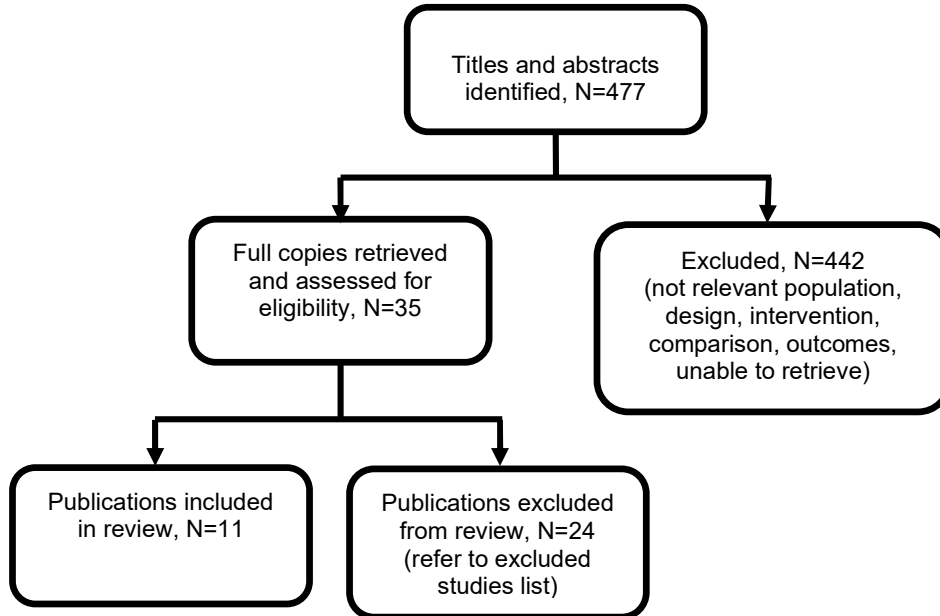 Titles and abstracts
identified, N=477
Full copies retrieved
and assessed for
eligibility, N=35
Excluded, N=442
(not relevant population,
design, intervention,
comparison, outcomes,
unable to retrieve)
Publications included
in review, N=11
Publications excluded
from review, N=24
(refer to excluded
studies list)